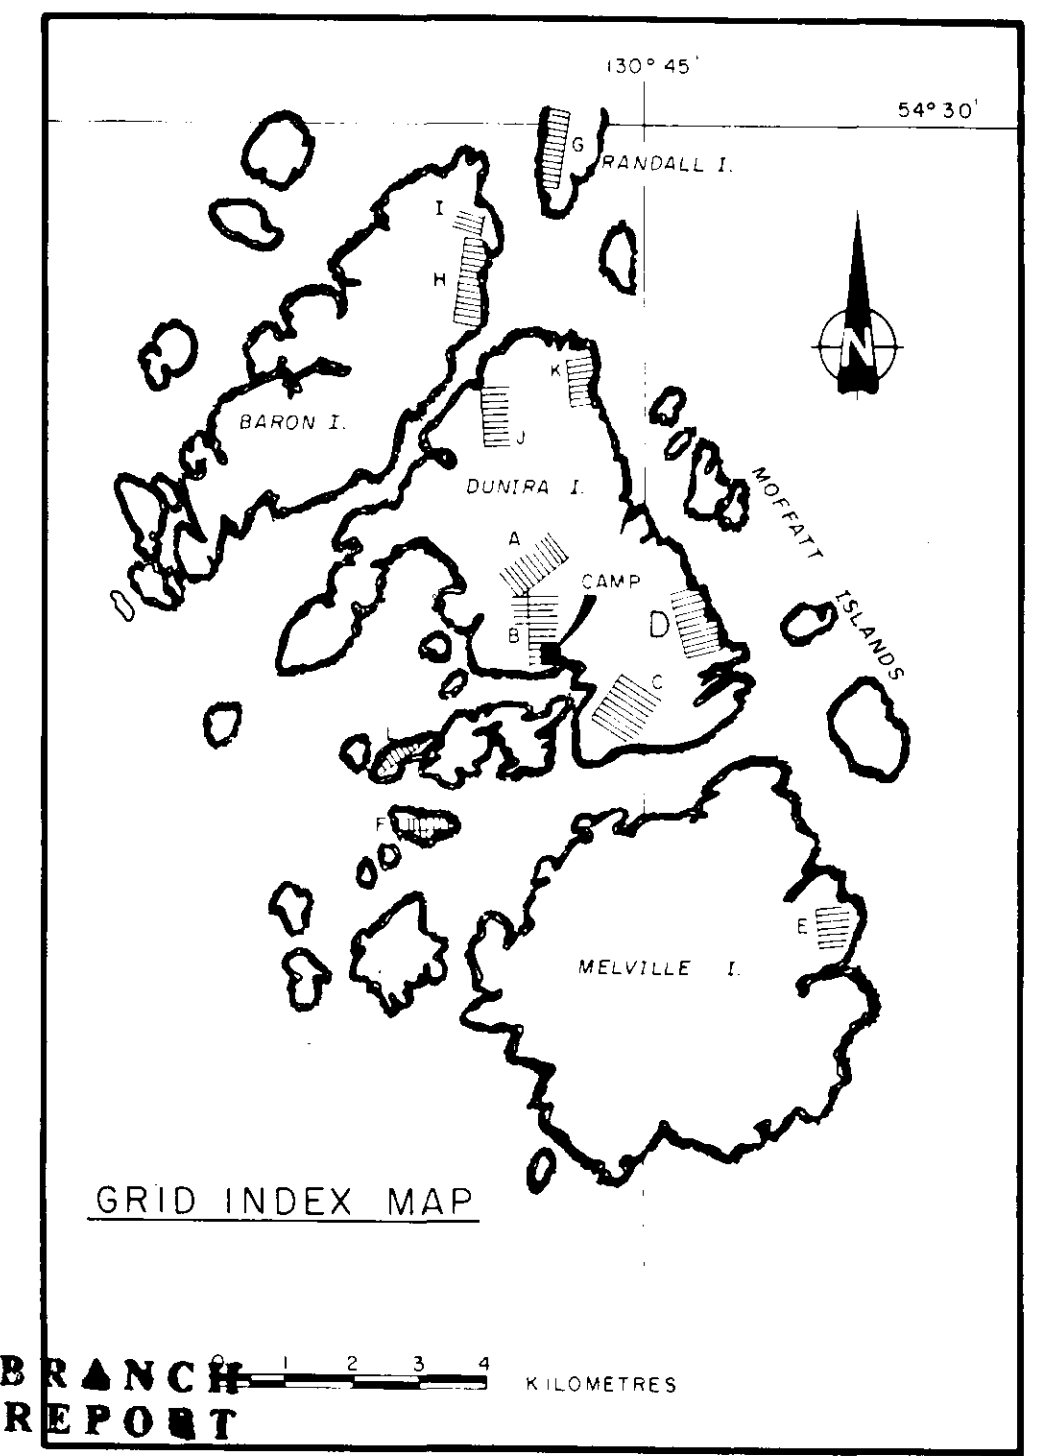 130° 45'
54° 30'
G
RANDALL I.
I
H
N
K
BARON I.
J
DUNIRA I.
MOFFATT ISLANDS
A
CAMP
B
D
C
L
F
E
MELVILLE I.
GRID INDEX MAP
0 1 2 3 4
KILOMETRES
BRANCH
REPORT